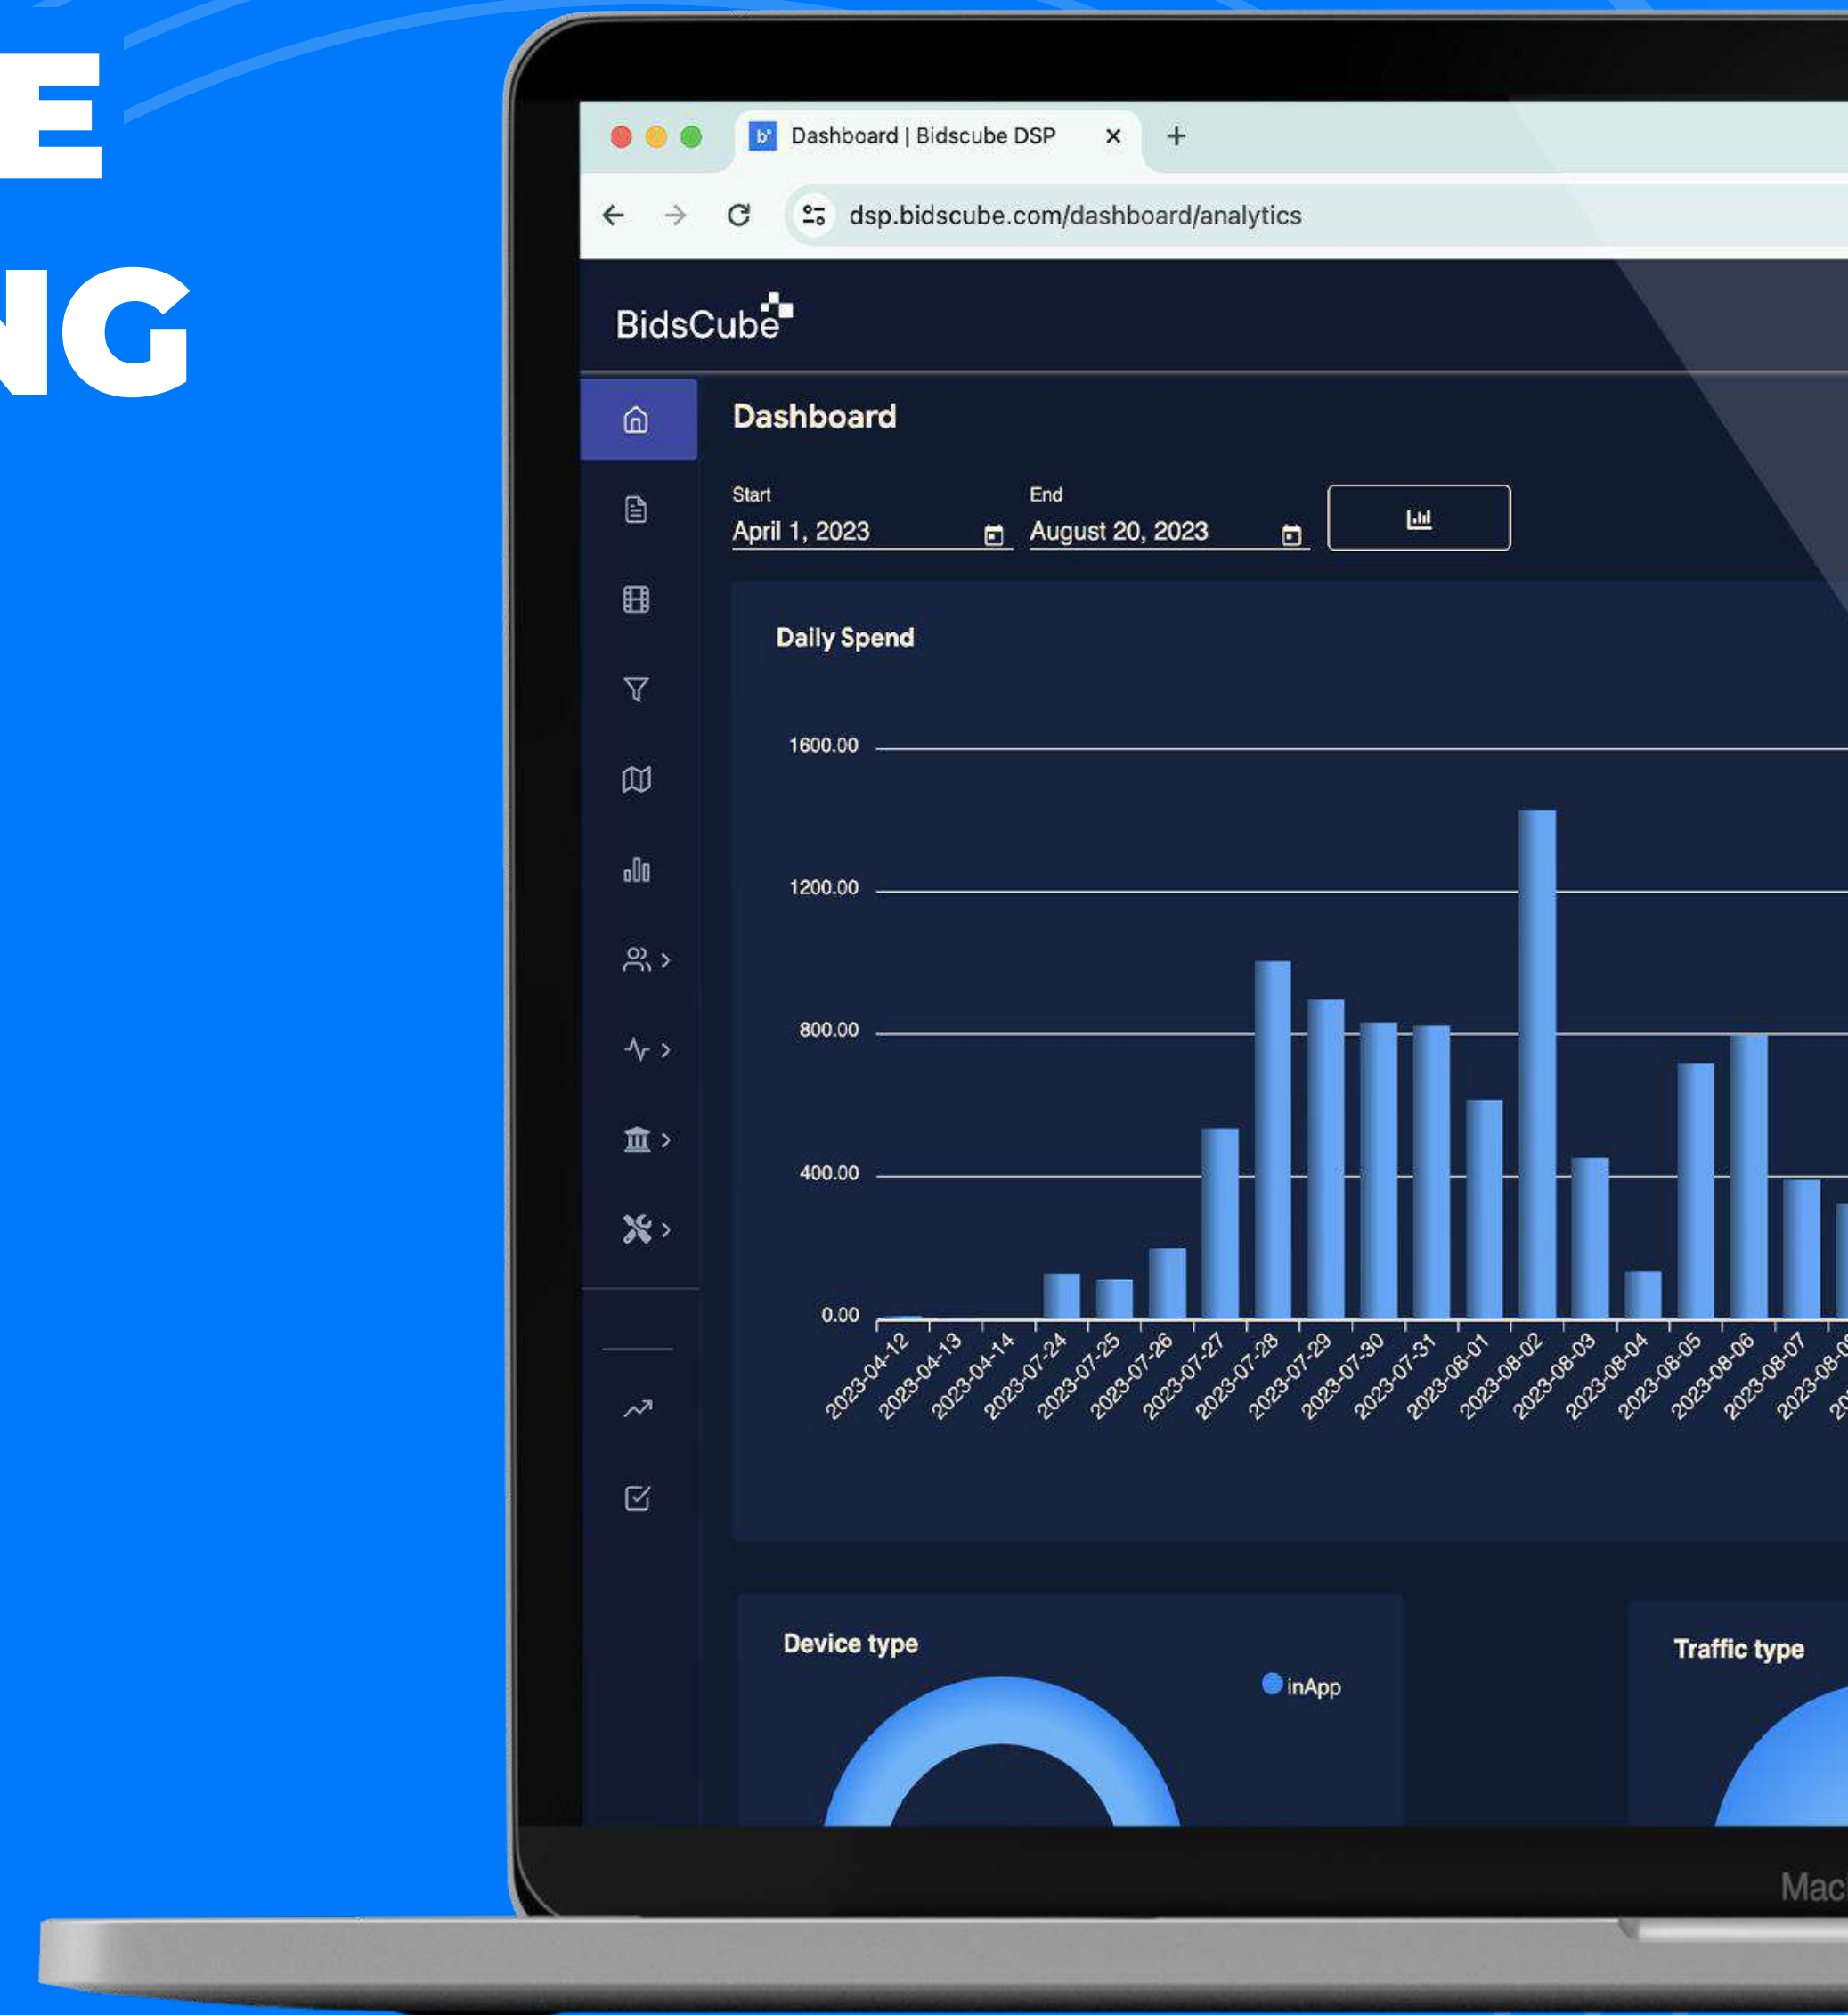 E
NG
Dashboard | Bidscube DSP
dsp.bidscube.com/dashboard/analytics
BidsCube
Dashboard
Start
April 1, 2023
End
August 20, 2023
Daily Spend
1600.00
1200.00
800.00
400.00
0.00
2023-04-12
2023-04-13
2023-04-14
2023-07-24
2023-07-25
2023-07-26
2023-07-27
2023-07-28
2023-07-29
2023-07-30
2023-07-31
2023-08-01
2023-08-02
2023-08-03
2023-08-04
2023-08-05
2023-08-06
2023-08-07
Device type
inApp
Traffic type
Mac